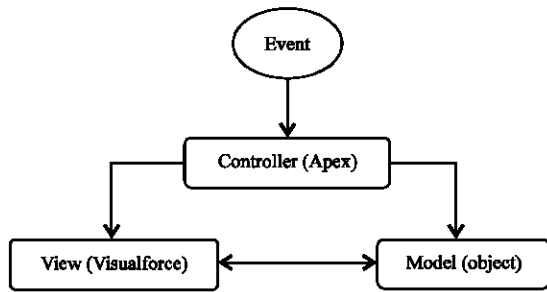 Event
Controller (Apex)
View (Visualforce)
Model (object)